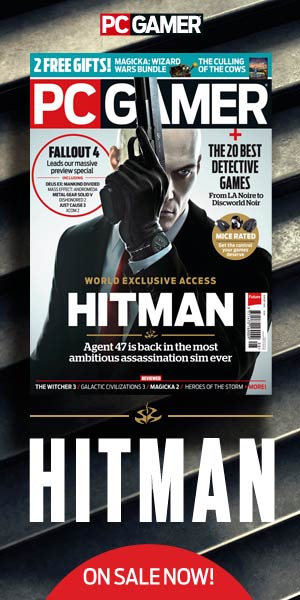 PC GAMER
2 FREE GIFTS! MAGICKA: WIZARD WARS BUNDLE THE CULLING OF THE COWS
PC GAMER
FALLOUT 4
Leads our massive
preview special
INCLUDING
DEUS EX: MANKIND DIVIDED
MASS EFFECT: ANDROMEDA
METAL GEAR SOLID V
DISHONORED 2
JUST CAUSE 3
XCOM 2
+
THE 20 BEST
DETECTIVE
GAMES
From LA Noire to
Discworld Noir
MICE RATED
Get the control
your games
deserve
WORLD EXCLUSIVE ACCESS
HITMAN
Agent 47 is back in the most
ambitious assassination sim ever
Future
REVIEWED
THE WITCHER 3 / GALACTIC CIVILIZATIONS 3 / MAGICKA 2 / HEROES OF THE STORM + MORE!
HITMAN
ON SALE NOW!